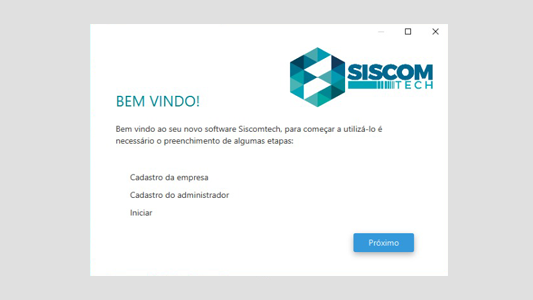 SISCOM
TECH
BEM VINDO!
Bem vindo ao seu novo software Siscomtech, para começar a utilizá-lo é
necessário o preenchimento de algumas etapas:
Cadastro da empresa
Cadastro do administrador
Iniciar
Próximo